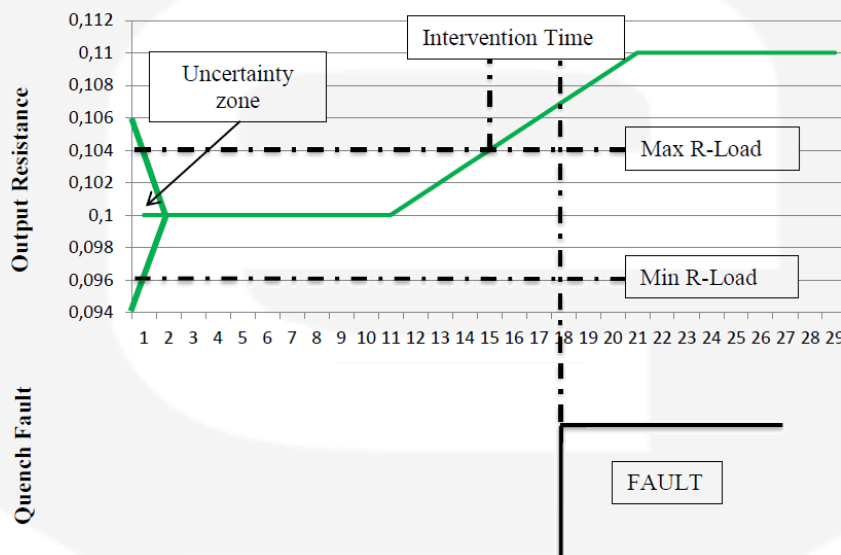 0,112
0,11
0,108
0,106
0,104
0,102
0,1
0,098
0,096
0,094
Output Resistance
Uncertainty
zone
Intervention Time
Max R-Load
Min R-Load
1 2 3 4 5 6 7 8 9 10 11 12 13 14 15 16 17 18 19 20 21 22 23 24 25 26 27 28 29
Quench Fault
FAULT